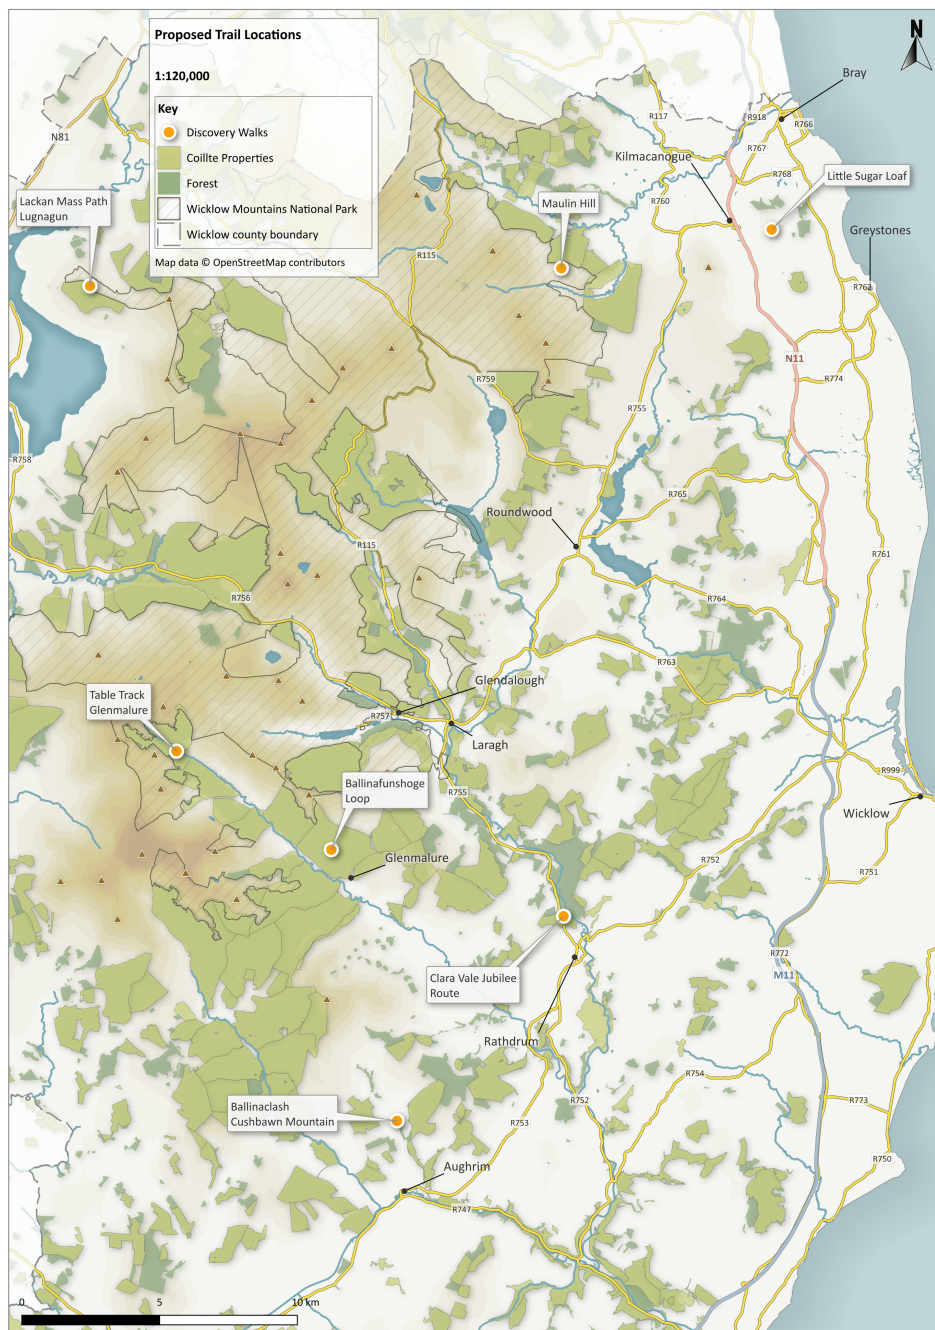 Proposed Trail Locations
1:120,000
Key
Discovery Walks
Coillte Properties
Forest
Wicklow Mountains National Park
Wicklow county boundary
Map data © OpenStreetMap contributors
N
Bray
R117
R918
R766
N81
R767
Kilmacanogue
R768
Little Sugar Loaf
Lackan Mass Path
Lugnagun
Maulin Hill
R760
Greystones
R115
R762
N11
R759
R774
R755
R758
R765
Roundwood
R115
R761
R756
R764
R763
Glendalough
Table Track
Glenmalure
R757
Laragh
R999
Ballinafunshoge
Loop
R755
Wicklow
Glenmalure
R752
R751
R772
M11
Clara Vale Jubilee
Route
Rathdrum
R754
R752
R773
Ballinaclash
Cushbawn Mountain
R753
R750
Aughrim
R747
0 5 10 km